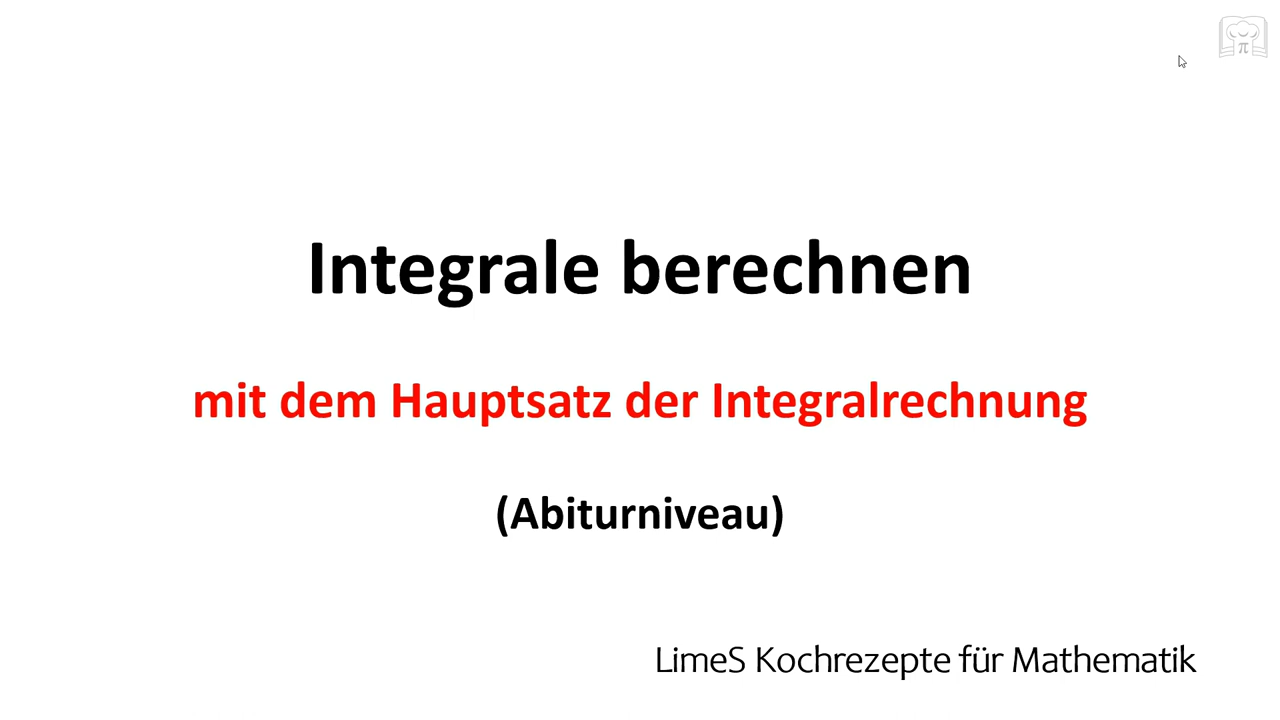 π
Integrale berechnen
mit dem Hauptsatz der Integralrechnung
(Abiturniveau)
LimeS Kochrezepte für Mathematik